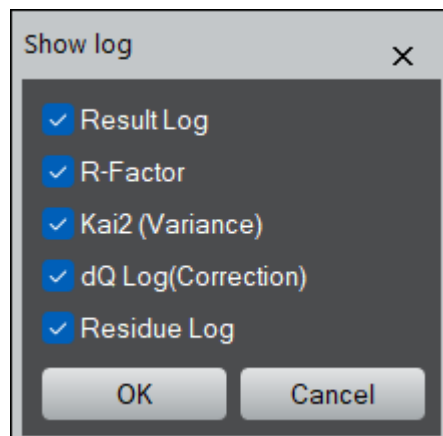 Show log
Result Log
R-Factor
Kai2 (Variance)
dQ Log(Correction)
Residue Log
OK Cancel